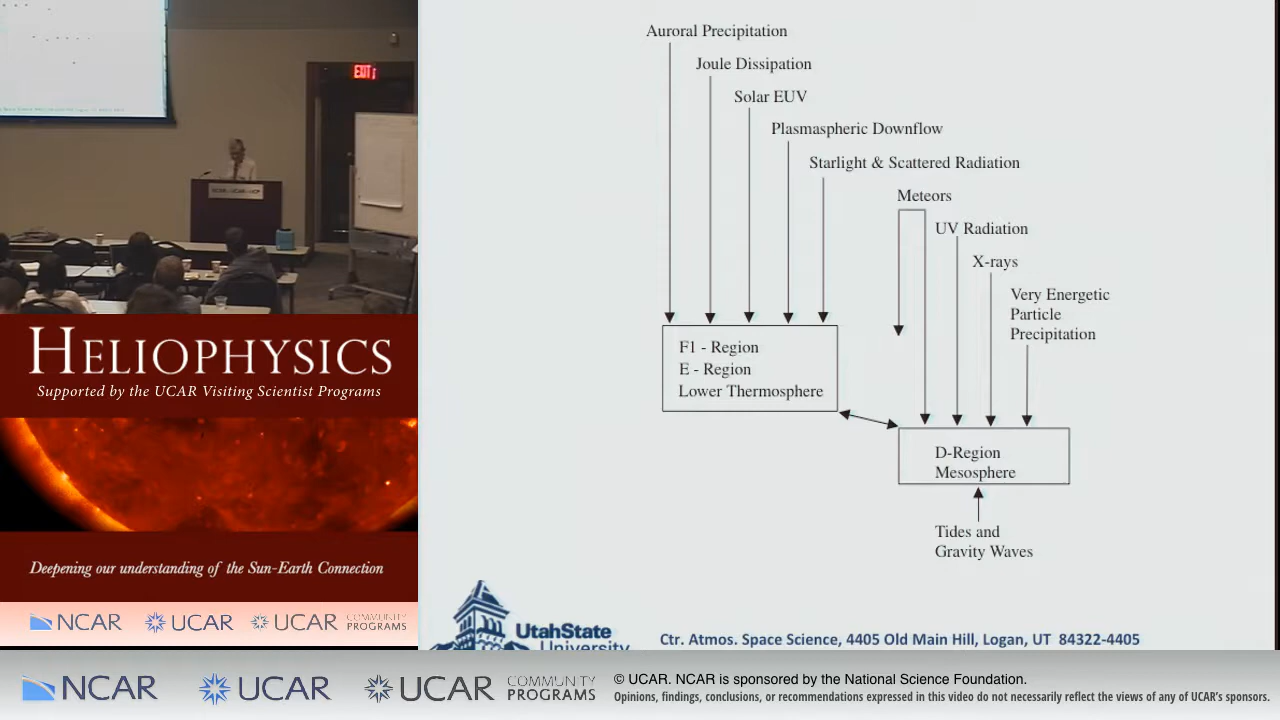 EXIT
HELIOPHYSICS
Supported by the UCAR Visiting Scientist Programs
Deepening our understanding of the Sun-Earth Connection
NCAR
UCAR
UCAR COMMUNITY PROGRAMS
Auroral Precipitation
Joule Dissipation
Solar EUV
Plasmaspheric Downflow
Starlight & Scattered Radiation
Meteors
UV Radiation
X-rays
Very Energetic
Particle
Precipitation
F1 - Region
E - Region
Lower Thermosphere
D-Region
Mesosphere
Tides and
Gravity Waves
UtahState
University
Ctr. Atmos. Space Science, 4405 Old Main Hill, Logan, UT 84322-4405
NCAR
UCAR
UCAR COMMUNITY PROGRAMS
© UCAR. NCAR is sponsored by the National Science Foundation.
Opinions, findings, conclusions, or recommendations expressed in this video do not necessarily reflect the views of any of UCAR's sponsors.